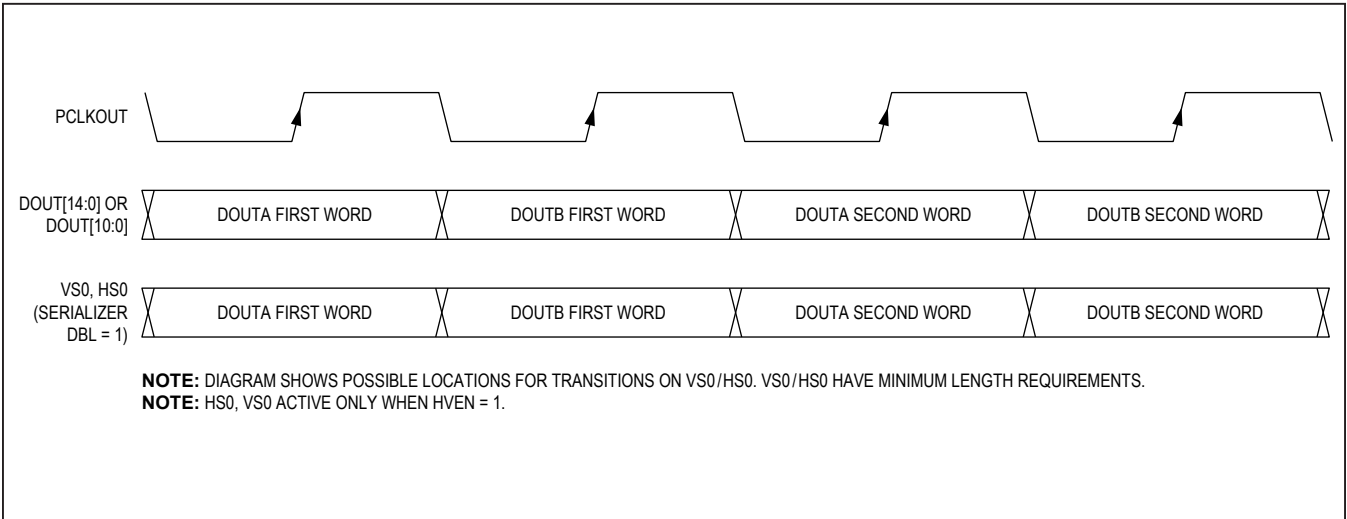 PCLKOUT
DOUT[14:0] OR
DOUT[10:0]
DOUTA FIRST WORD
DOUTB FIRST WORD
DOUTA SECOND WORD
DOUTB SECOND WORD
VS0, HS0
(SERIALIZER
DBL = 1)
DOUTA FIRST WORD
DOUTB FIRST WORD
DOUTA SECOND WORD
DOUTB SECOND WORD
NOTE: DIAGRAM SHOWS POSSIBLE LOCATIONS FOR TRANSITIONS ON VS0/HS0. VS0/HS0 HAVE MINIMUM LENGTH REQUIREMENTS.
NOTE: HS0, VS0 ACTIVE ONLY WHEN HVEN = 1.